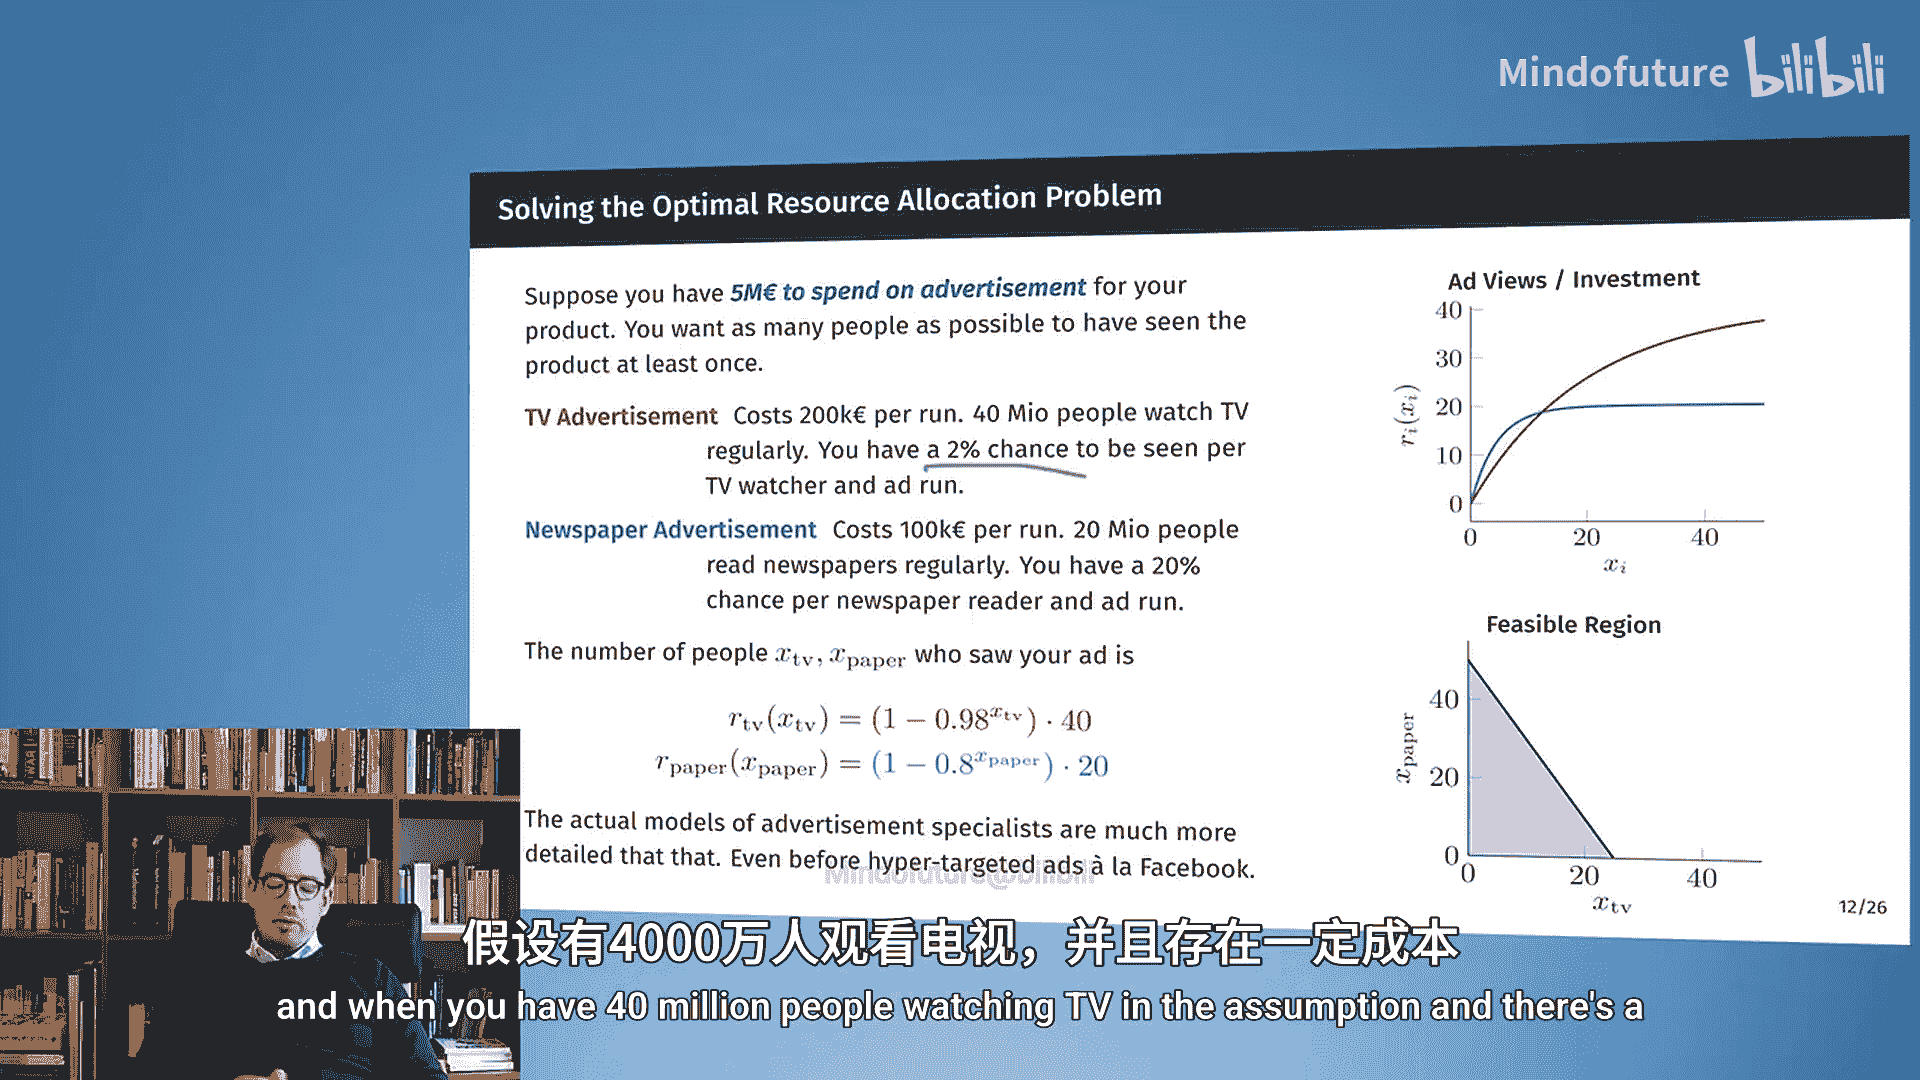 Mindofuture bilibili
Solving the Optimal Resource Allocation Problem
Suppose you have 5M€ to spend on advertisement for your
product. You want as many people as possible to have seen the
product at least once.
TV Advertisement Costs 200k€ per run. 40 Mio people watch TV
regularly. You have a 2% chance to be seen per
TV watcher and ad run.
Newspaper Advertisement Costs 100k€ per run. 20 Mio people
read newspapers regularly. You have a 20%
chance per newspaper reader and ad run.
The number of people x_tv, x_paper who saw your ad is
r_tv(x_tv) = (1 − 0.98^{x_tv}) · 40
r_paper(x_paper) = (1 − 0.8^{x_paper}) · 20
The actual models of advertisement specialists are much more
detailed that that. Even before hyper-targeted ads à la Facebook.
Mindofuture@bilibili
Ad Views / Investment
40
30
20
10
0
r_i(x_i)
0 20 40
x_i
Feasible Region
40
20
0
x_paper
0 20 40
x_tv
12/26
假设有4000万人观看电视，并且存在一定成本
and when you have 40 million people watching TV in the assumption and there's a